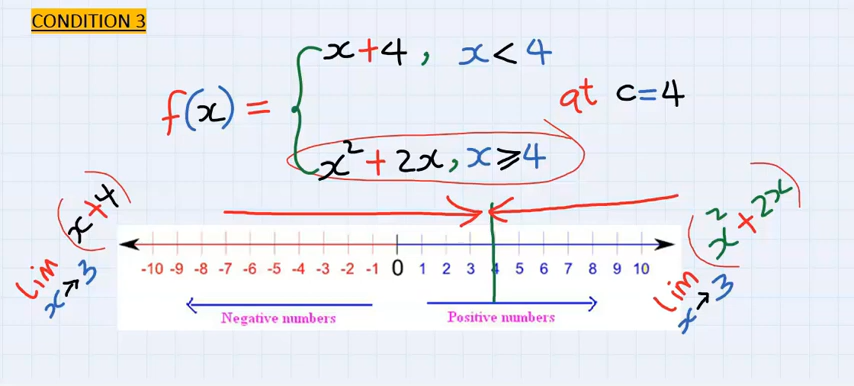 CONDITION 3
x+4, x<4
f(x) =
at c=4
x²+2x, x⩾4
lim x→3 (x+4)
lim x→3 (x²+2x)
-10 -9 -8 -7 -6 -5 -4 -3 -2 -1 0 1 2 3 4 5 6 7 8 9 10
Negative numbers
Positive numbers